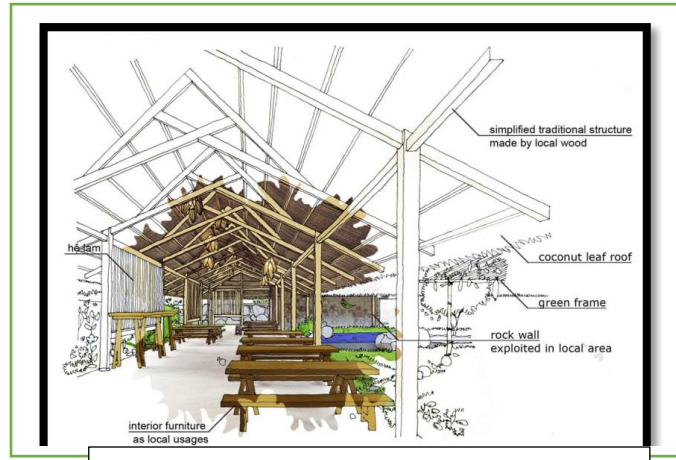 simplified traditional structure
made by local wood
hê lam
coconut leaf roof
green frame
rock wall
exploited in local area
interior furniture
as local usages